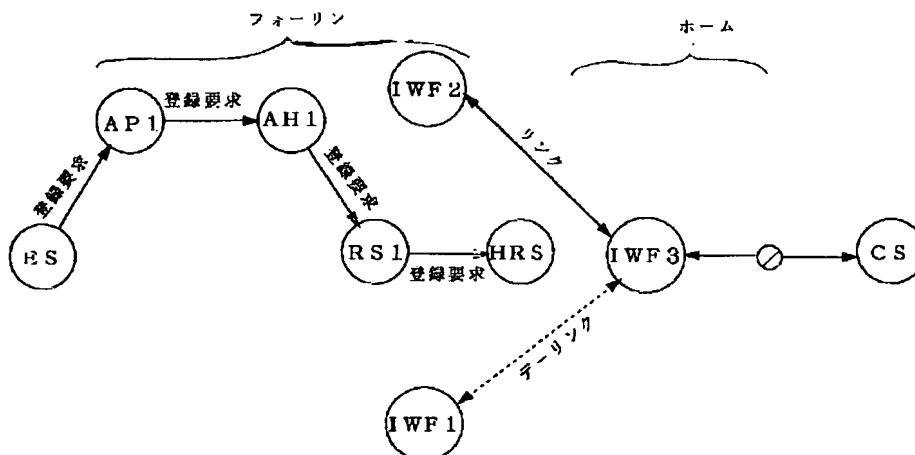 フォーリン
ホーム
IWF2
登録要求
AP1
AH1
リンク
登録要求
登録要求
ES
RS1
HRS
IWF3
CS
登録要求
デーリンク
IWF1